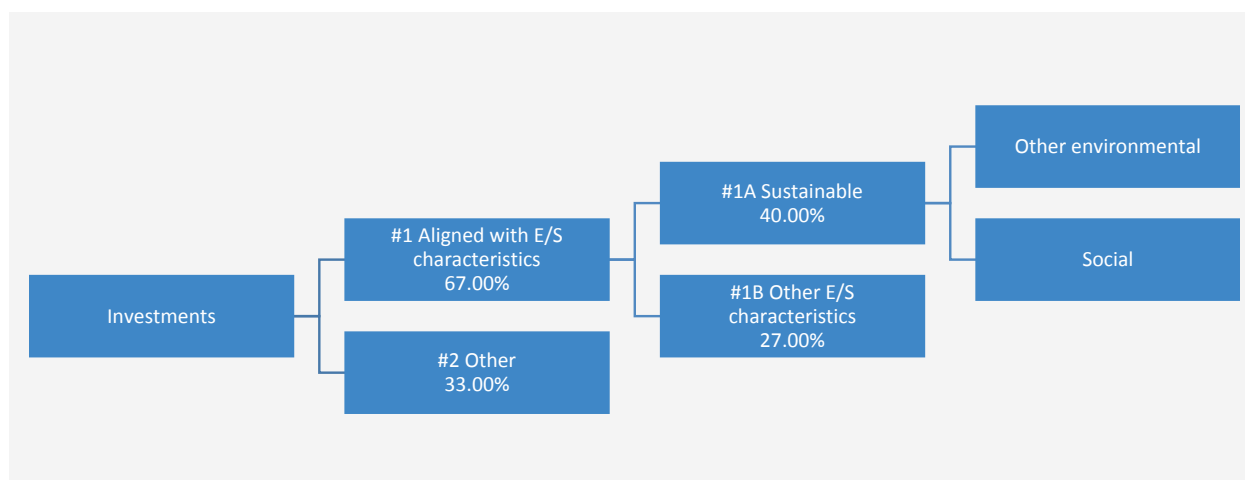 Investments
#1 Aligned with E/S
characteristics
67.00%
#2 Other
33.00%
#1A Sustainable
40.00%
#1B Other E/S
characteristics
27.00%
Other environmental
Social